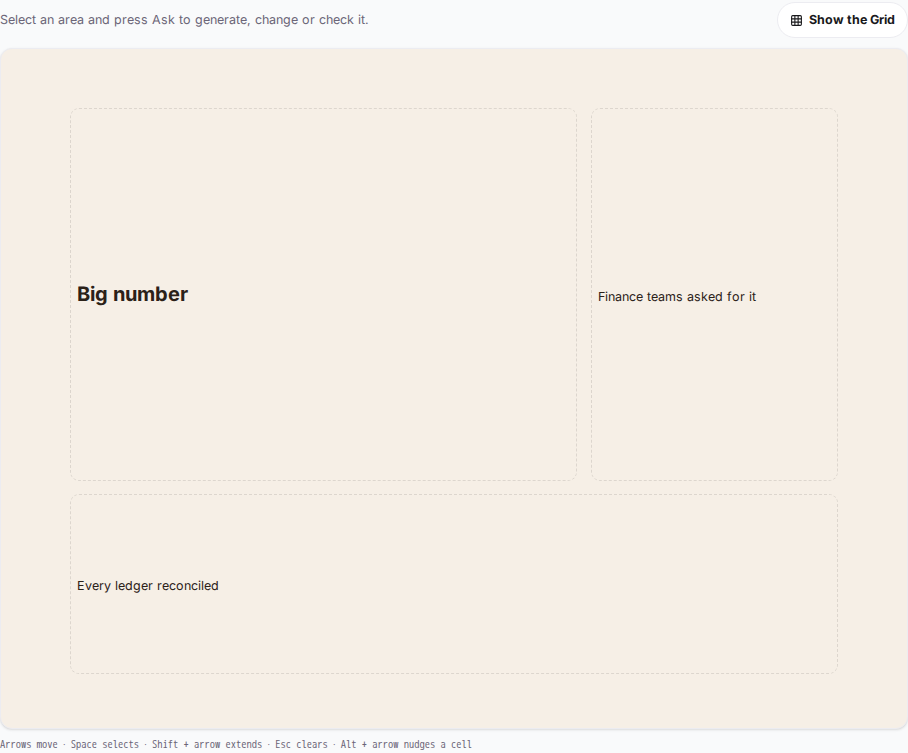 Select an area and press Ask to generate, change or check it.
Show the Grid
Big number
Finance teams asked for it
Every ledger reconciled
Arrows move · Space selects · Shift + arrow extends · Esc clears · Alt + arrow nudges a cell